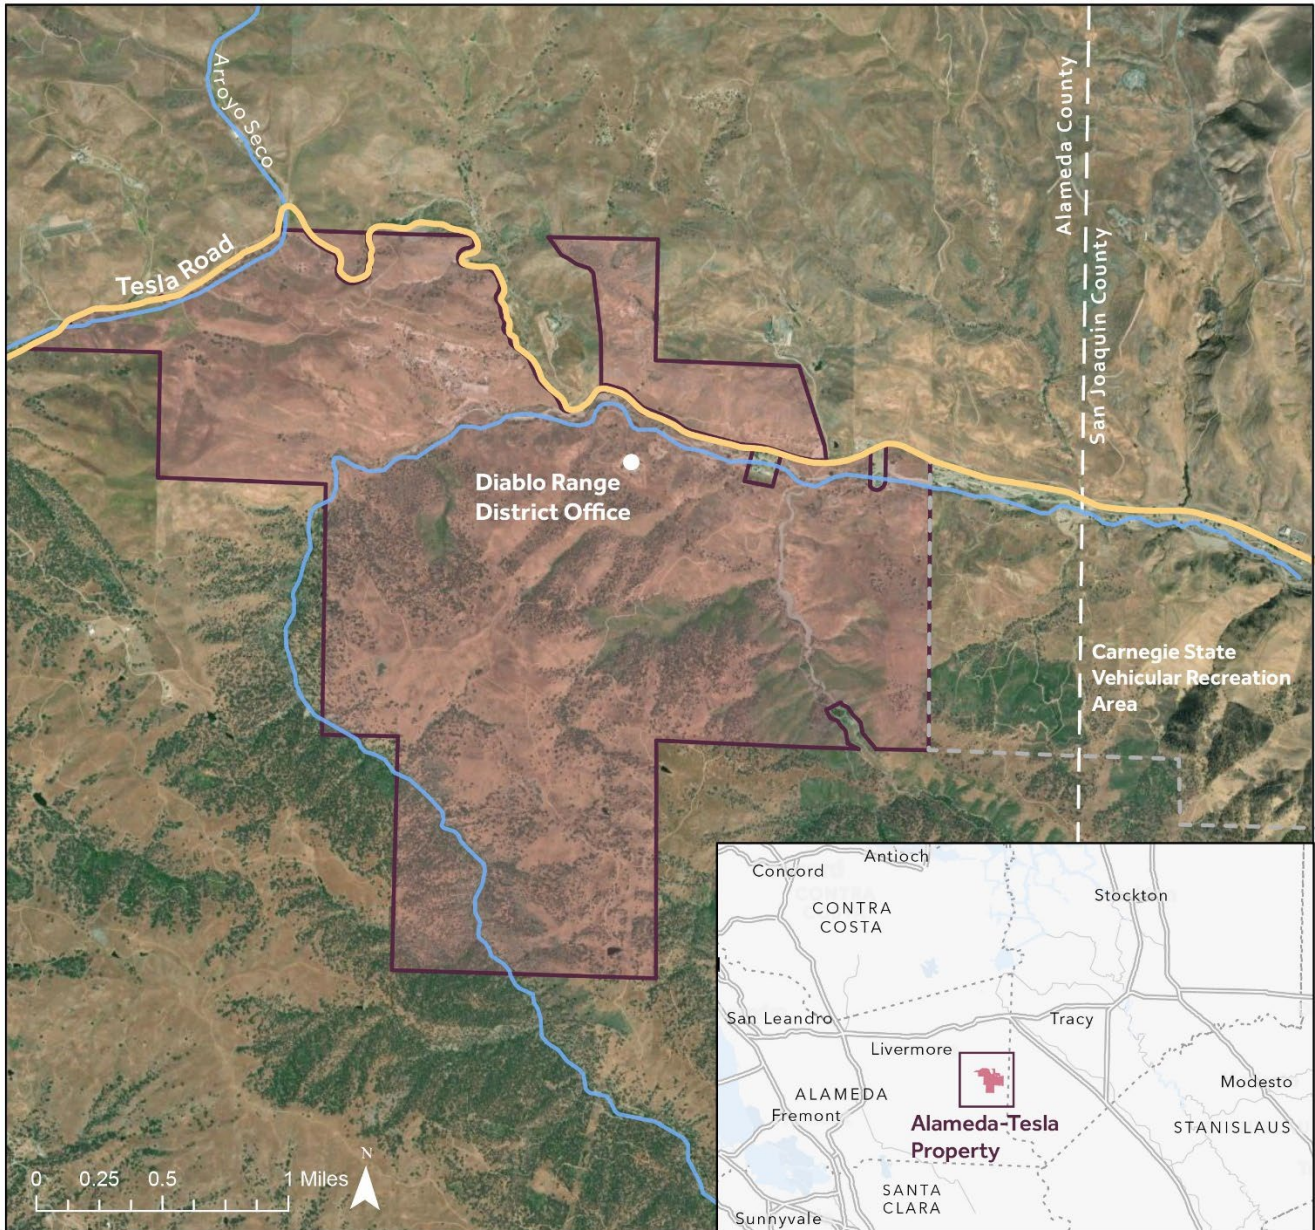 Arroyo Seco
Tesla Road
Alameda County
San Joaquin County
Diablo Range
District Office
Carnegie State
Vehicular Recreation
Area
0 0.25 0.5 1 Miles
N
Antioch
Concord
CONTRA
COSTA
Stockton
San Leandro
Tracy
Livermore
ALAMEDA
Fremont
Modesto
Alameda-Tesla
Property
STANISLAUS
SANTA
CLARA
Sunnyvale